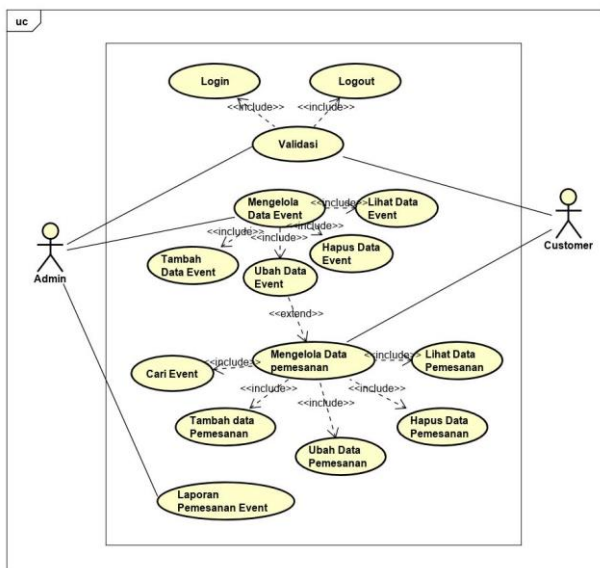 uc
Login
Logout
<<include>>
<<include>>
Validasi
Mengelola
Data Event
<<include>>
Lihat Data
Event
<<include>>
<<include>>
<<include>>
Tambah
Data Event
Ubah Data
Event
Hapus Data
Event
Admin
Customer
<<extend>>
Mengelola Data
pemesanan
<<include>>
Lihat Data
Pemesanan
Cari Event
<<include>>
<<include>>
<<include>>
<<include>>
Tambah data
Pemesanan
Ubah Data
Pemesanan
Hapus Data
Pemesanan
Laporan
Pemesanan Event